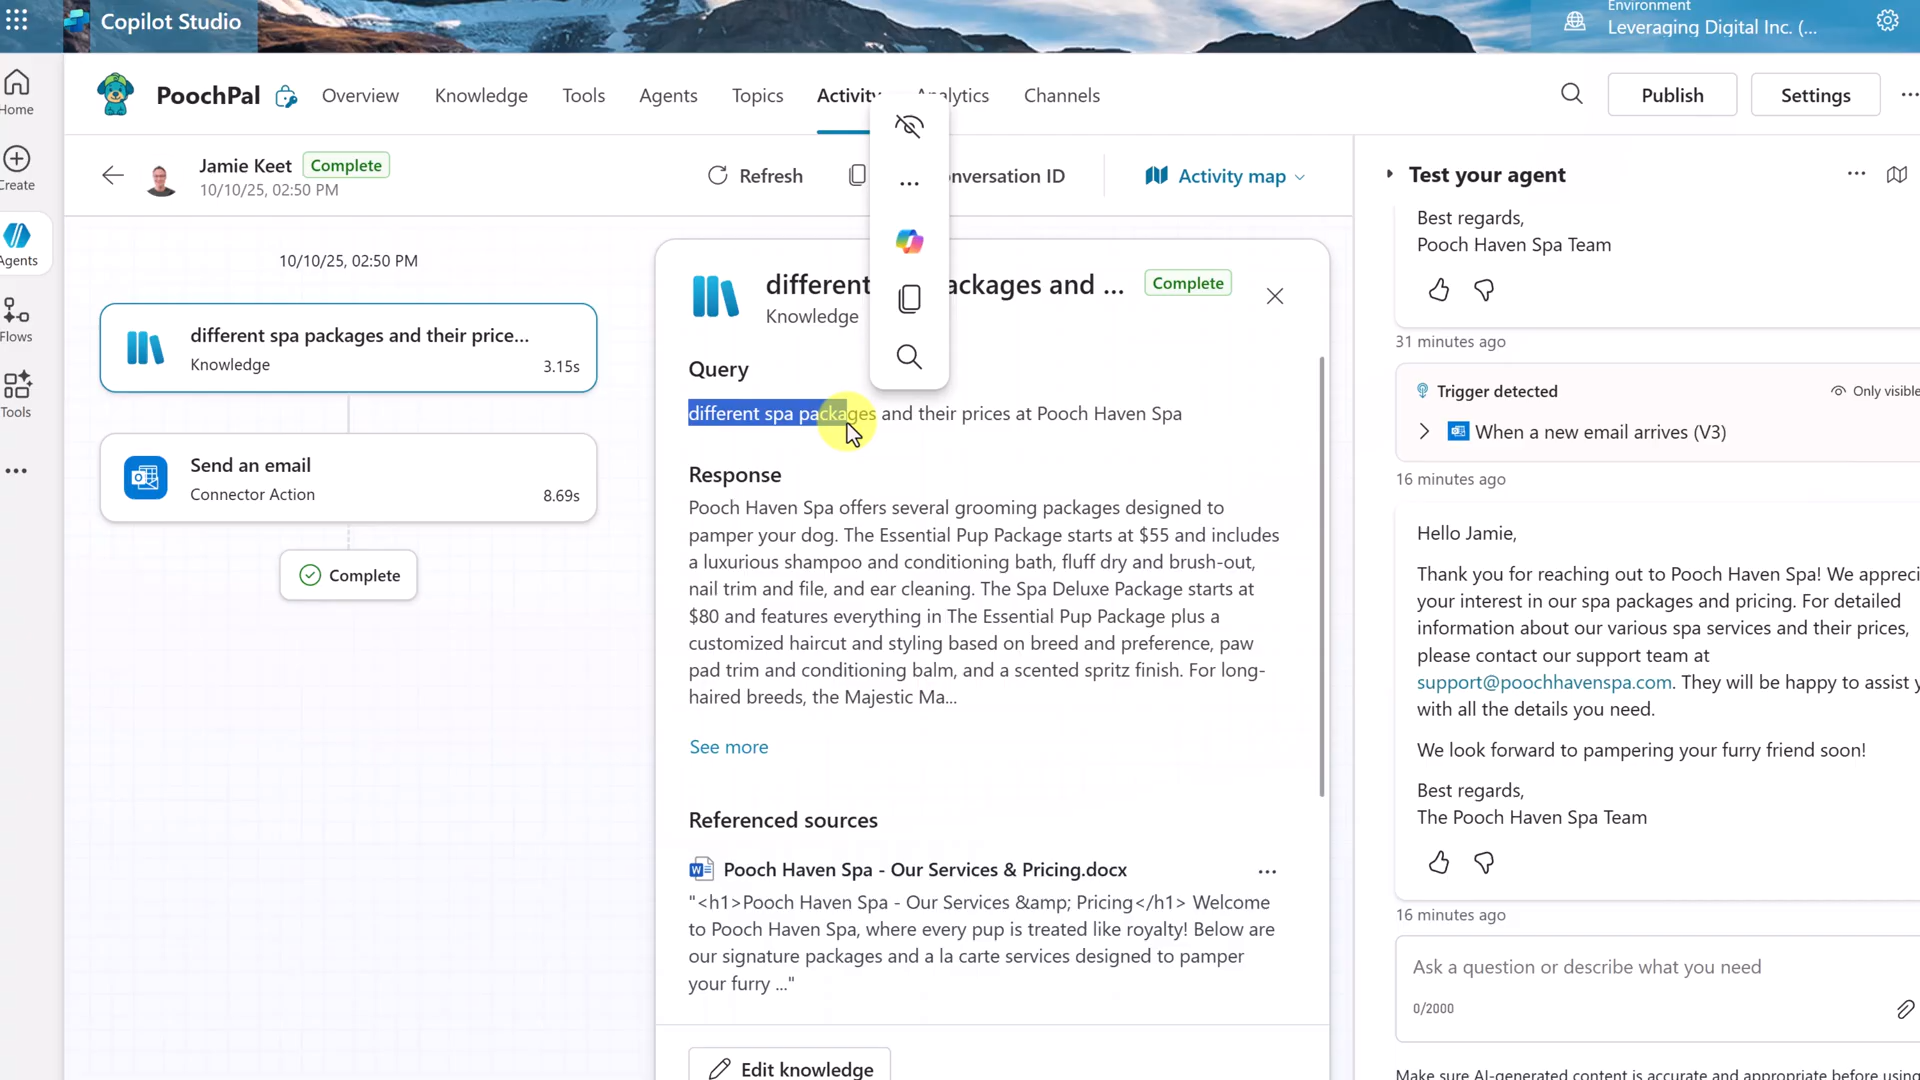 Copilot Studio
Environment
Leveraging Digital Inc. (...
PoochPal
Overview
Knowledge
Tools
Agents
Topics
Activity
Analytics
Channels
Publish
Settings
...
Home
Create
Agents
Flows
Tools
...
Jamie Keet
Complete
10/10/25, 02:50 PM
Refresh
onversation ID
Activity map
...
10/10/25, 02:50 PM
different spa packages and their price...
Knowledge
3.15s
Send an email
Connector Action
8.69s
Complete
different
ackages and ...
Complete
Knowledge
Query
different spa packages and their prices at Pooch Haven Spa
Response
Pooch Haven Spa offers several grooming packages designed to
pamper your dog. The Essential Pup Package starts at $55 and includes
a luxurious shampoo and conditioning bath, fluff dry and brush-out,
nail trim and file, and ear cleaning. The Spa Deluxe Package starts at
$80 and features everything in The Essential Pup Package plus a
customized haircut and styling based on breed and preference, paw
pad trim and conditioning balm, and a scented spritz finish. For long-
haired breeds, the Majestic Ma...
See more
Referenced sources
Pooch Haven Spa - Our Services & Pricing.docx
...
"<h1>Pooch Haven Spa - Our Services &amp; Pricing</h1> Welcome
to Pooch Haven Spa, where every pup is treated like royalty! Below are
our signature packages and a la carte services designed to pamper
your furry ..."
Edit knowledge
Test your agent
...
Best regards,
Pooch Haven Spa Team
31 minutes ago
Trigger detected
Only visible
When a new email arrives (V3)
16 minutes ago
Hello Jamie,
Thank you for reaching out to Pooch Haven Spa! We appreci
your interest in our spa packages and pricing. For detailed
information about our various spa services and their prices,
please contact our support team at
support@poochhavenspa.com. They will be happy to assist y
with all the details you need.
We look forward to pampering your furry friend soon!
Best regards,
The Pooch Haven Spa Team
16 minutes ago
Ask a question or describe what you need
0/2000
Make sure AI-generated content is accurate and appropriate before using